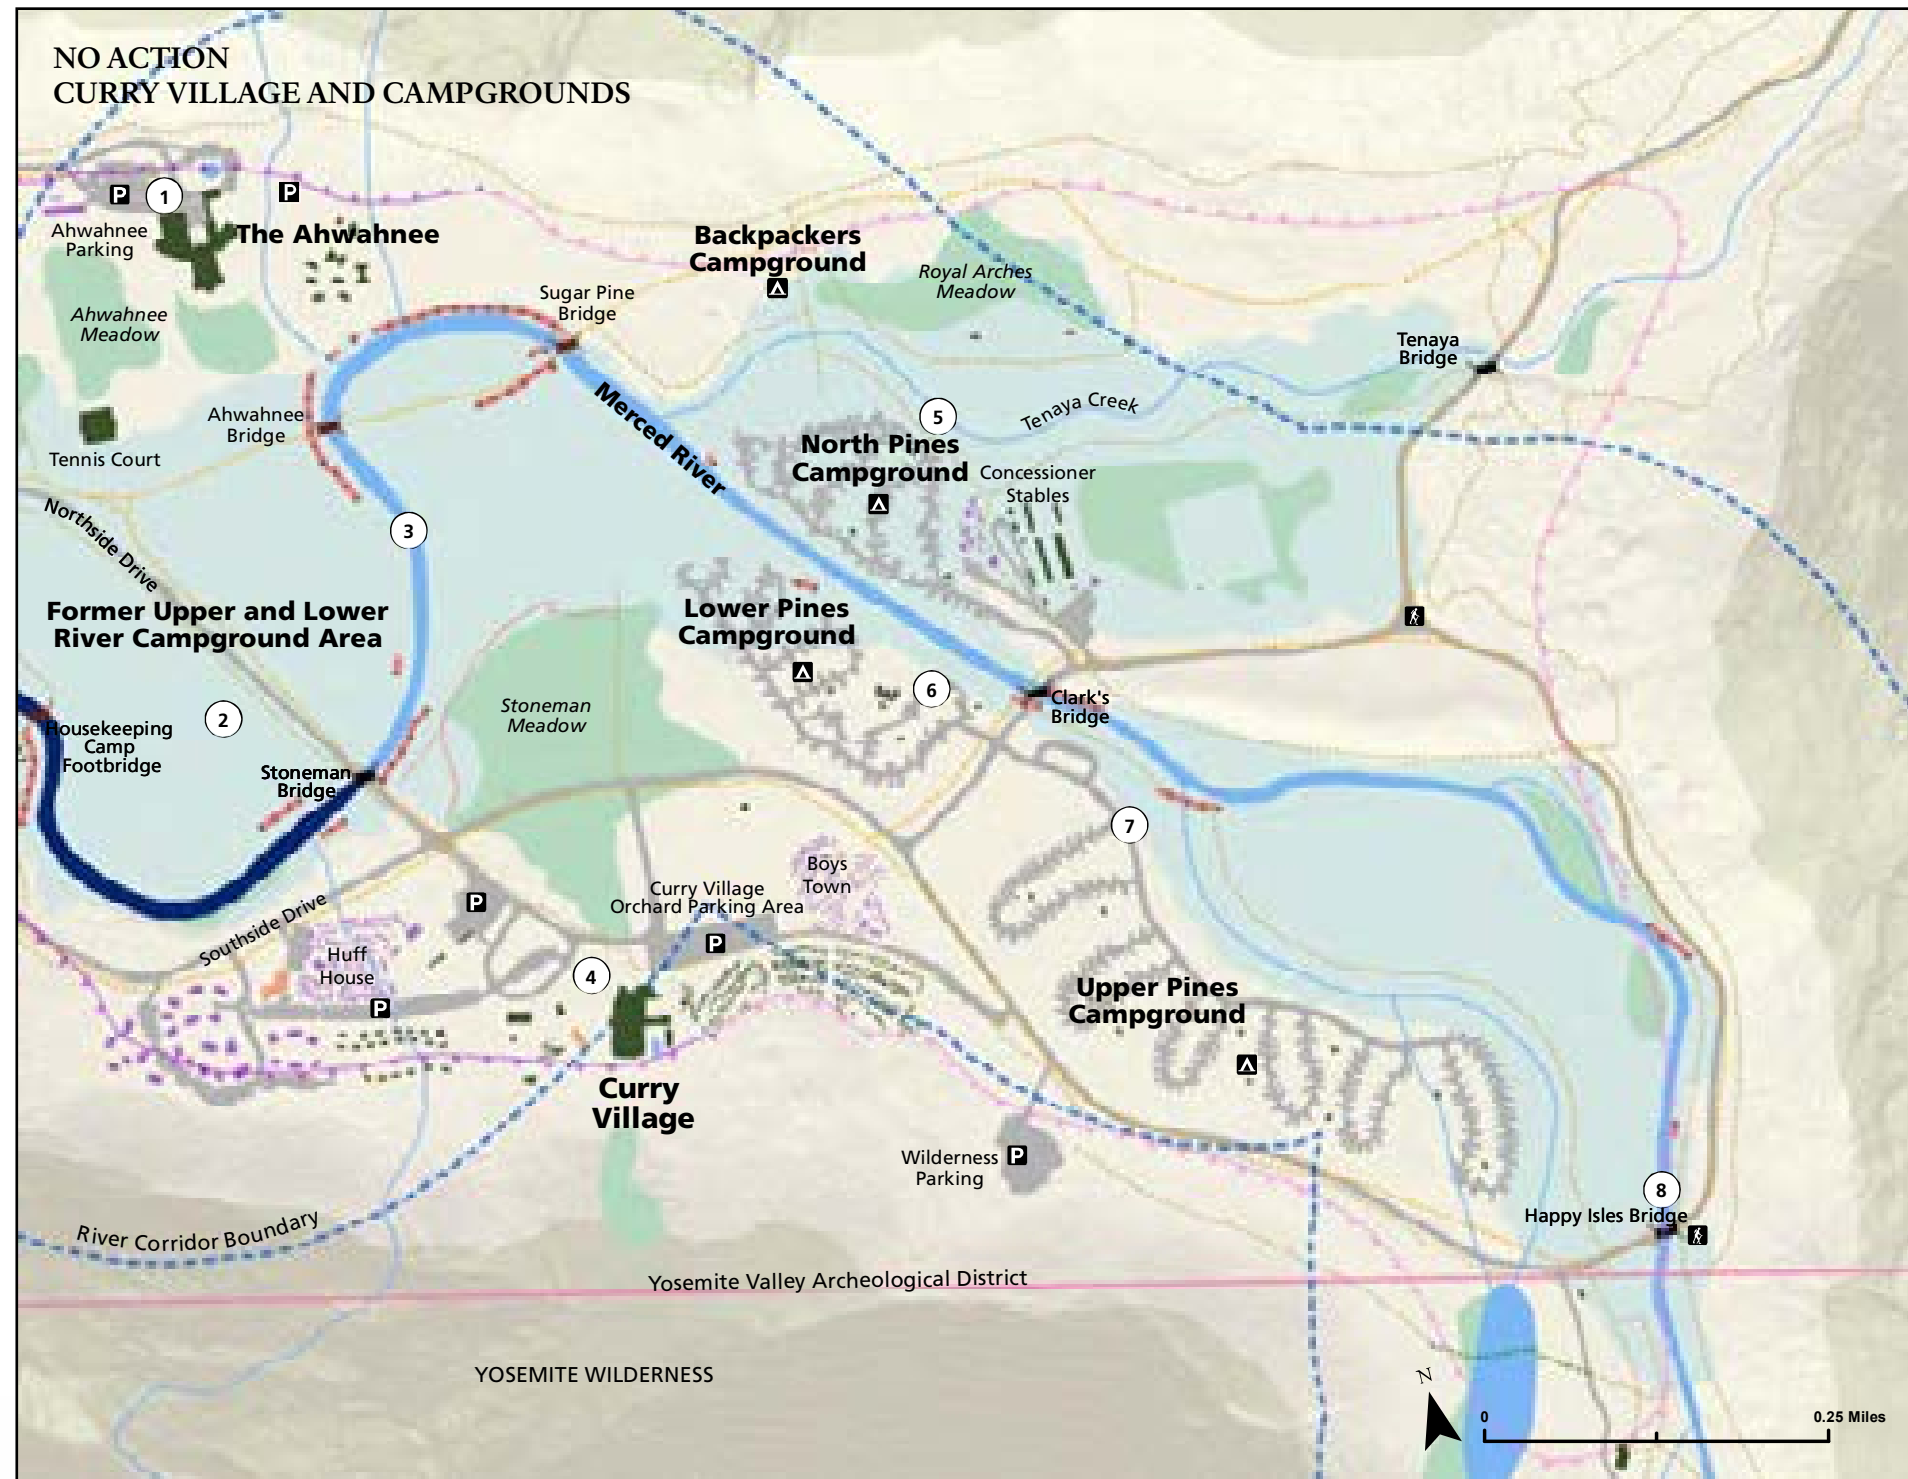 NO ACTION
CURRY VILLAGE AND CAMPGROUNDS
P
1
P
Ahwahnee
Parking
The Ahwahnee
Backpackers
Campground
Royal Arches
Meadow
Ahwahnee
Meadow
Sugar Pine
Bridge
Tenaya
Bridge
Ahwahnee
Bridge
Merced River
5
Tenaya Creek
Tennis Court
North Pines
Campground
Concessioner
Stables
Northside Drive
3
Former Upper and Lower
River Campground Area
Lower Pines
Campground
6
Clark's
Bridge
Stoneman
Meadow
2
Housekeeping
Camp
Footbridge
Stoneman
Bridge
7
Boys
Town
Curry Village
Orchard Parking Area
P
P
Southside Drive
Huff
House
P
4
Upper Pines
Campground
Curry
Village
Wilderness
Parking
P
8
Happy Isles Bridge
River Corridor Boundary
Yosemite Valley Archeological District
YOSEMITE WILDERNESS
N
0
0.25 Miles